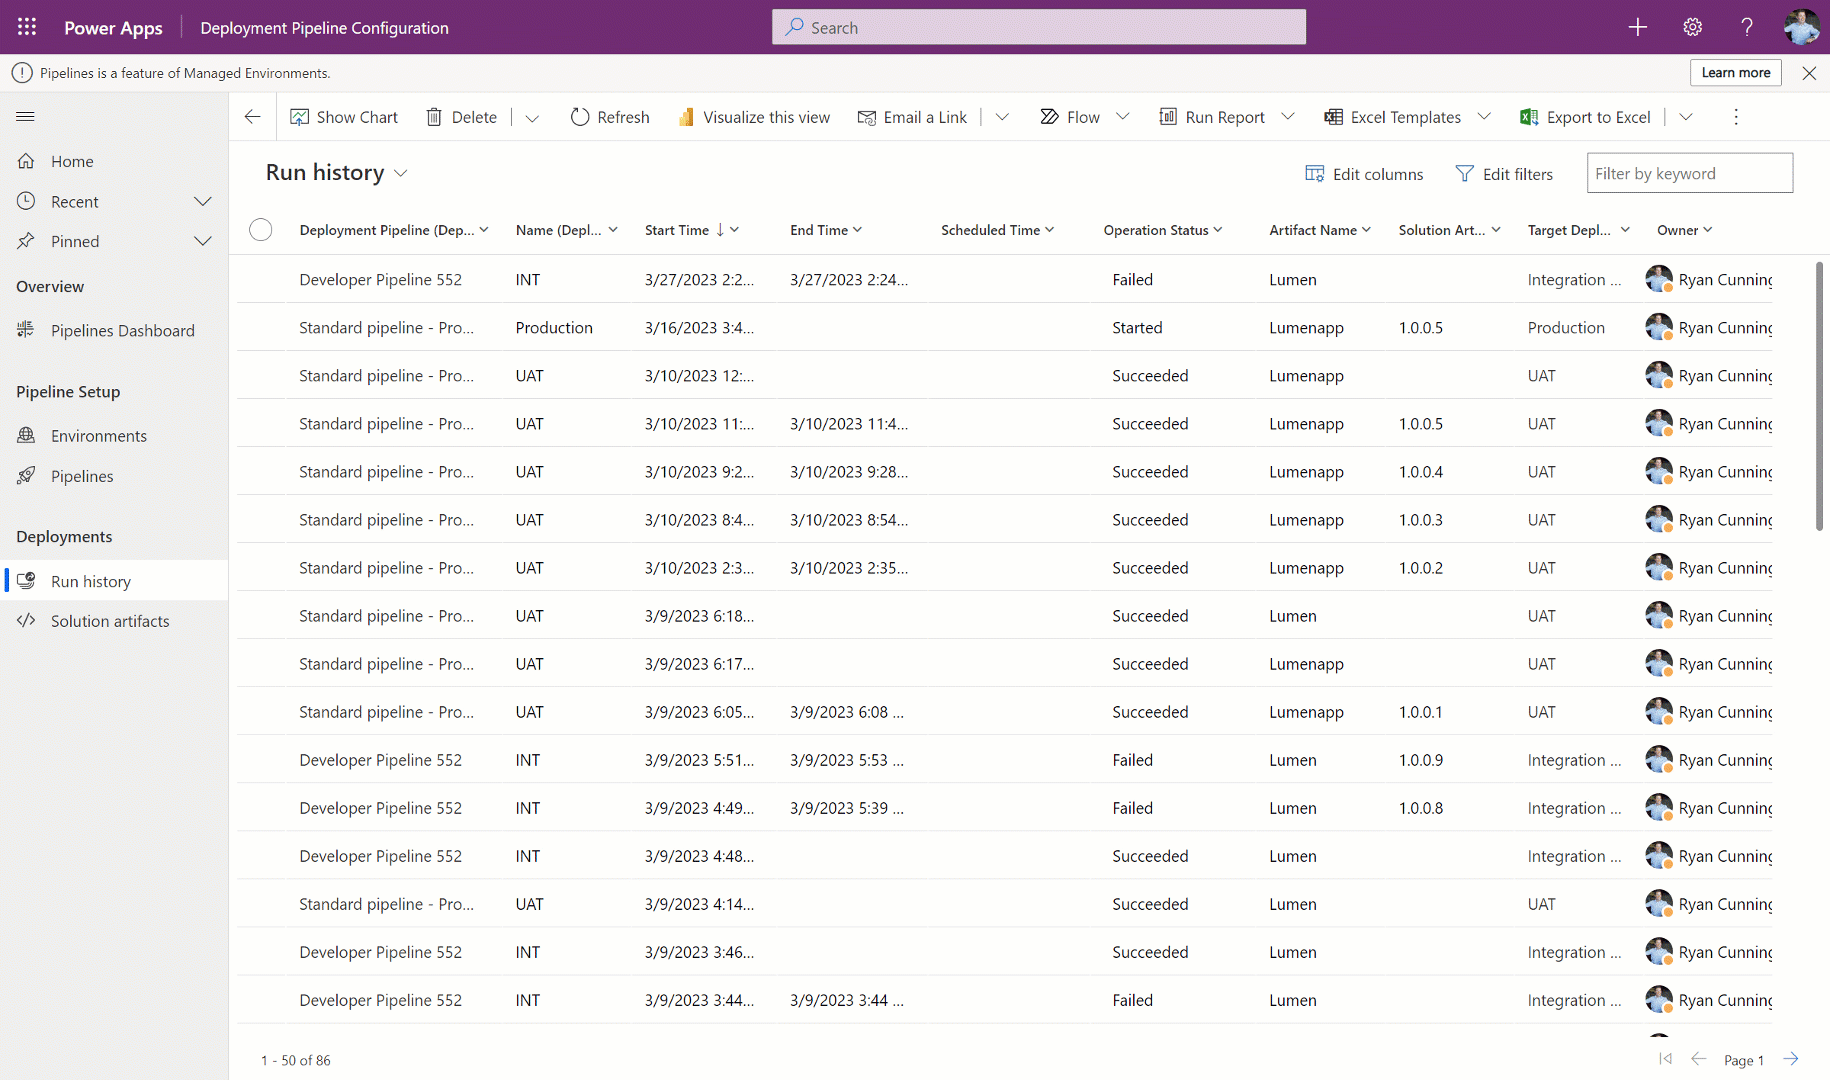 Power Apps Deployment Pipeline Configuration Search
Pipelines is a feature of Managed Environments. Learn more
Show Chart Delete Refresh Visualize this view Email a Link Flow Run Report Excel Templates Export to Excel
Home
Recent
Pinned
Overview
Pipelines Dashboard
Pipeline Setup
Environments
Pipelines
Deployments
Run history
Solution artifacts
Run history Edit columns Edit filters Filter by keyword
Deployment Pipeline (Dep... Name (Depl... Start Time End Time Scheduled Time Operation Status Artifact Name Solution Art... Target Depl... Owner
Developer Pipeline 552 INT 3/27/2023 2:2... 3/27/2023 2:24... Failed Lumen Integration ... Ryan Cunning
Standard pipeline - Pro... Production 3/16/2023 3:4... Started Lumenapp 1.0.0.5 Production Ryan Cunning
Standard pipeline - Pro... UAT 3/10/2023 12:... Succeeded Lumenapp UAT Ryan Cunning
Standard pipeline - Pro... UAT 3/10/2023 11:... 3/10/2023 11:4... Succeeded Lumenapp 1.0.0.5 UAT Ryan Cunning
Standard pipeline - Pro... UAT 3/10/2023 9:2... 3/10/2023 9:28... Succeeded Lumenapp 1.0.0.4 UAT Ryan Cunning
Standard pipeline - Pro... UAT 3/10/2023 8:4... 3/10/2023 8:54... Succeeded Lumenapp 1.0.0.3 UAT Ryan Cunning
Standard pipeline - Pro... UAT 3/10/2023 2:3... 3/10/2023 2:35... Succeeded Lumenapp 1.0.0.2 UAT Ryan Cunning
Standard pipeline - Pro... UAT 3/9/2023 6:18... Succeeded Lumen UAT Ryan Cunning
Standard pipeline - Pro... UAT 3/9/2023 6:17... Succeeded Lumenapp UAT Ryan Cunning
Standard pipeline - Pro... UAT 3/9/2023 6:05... 3/9/2023 6:08 ... Succeeded Lumenapp 1.0.0.1 UAT Ryan Cunning
Developer Pipeline 552 INT 3/9/2023 5:51... 3/9/2023 5:53 ... Failed Lumen 1.0.0.9 Integration ... Ryan Cunning
Developer Pipeline 552 INT 3/9/2023 4:49... 3/9/2023 5:39 ... Failed Lumen 1.0.0.8 Integration ... Ryan Cunning
Developer Pipeline 552 INT 3/9/2023 4:48... Succeeded Lumen Integration ... Ryan Cunning
Standard pipeline - Pro... UAT 3/9/2023 4:14... Succeeded Lumen UAT Ryan Cunning
Developer Pipeline 552 INT 3/9/2023 3:46... Succeeded Lumen Integration ... Ryan Cunning
Developer Pipeline 552 INT 3/9/2023 3:44... 3/9/2023 3:44 ... Failed Lumen Integration ... Ryan Cunning
1 - 50 of 86 Page 1